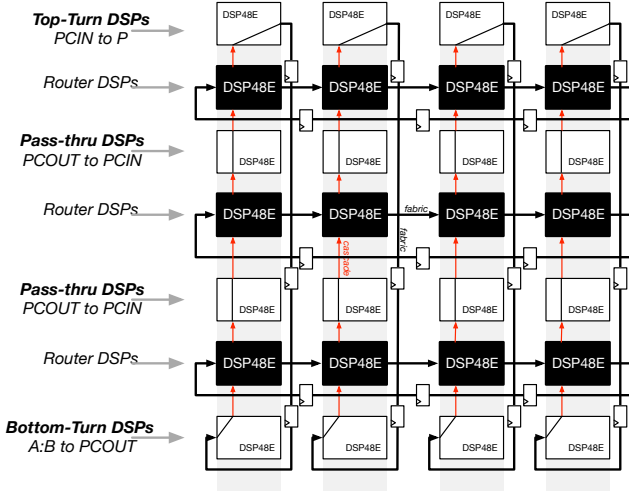 Top-Turn DSPs
PCIN to P
DSP48E DSP48E DSP48E DSP48E
Router DSPs
DSP48E DSP48E DSP48E DSP48E
Pass-thru DSPs
PCOUT to PCIN
DSP48E DSP48E DSP48E DSP48E
Router DSPs
DSP48E DSP48E DSP48E DSP48E
fabric
fabric
cascade
Pass-thru DSPs
PCOUT to PCIN
DSP48E DSP48E DSP48E DSP48E
Router DSPs
DSP48E DSP48E DSP48E DSP48E
Bottom-Turn DSPs
A:B to PCOUT
DSP48E DSP48E DSP48E DSP48E